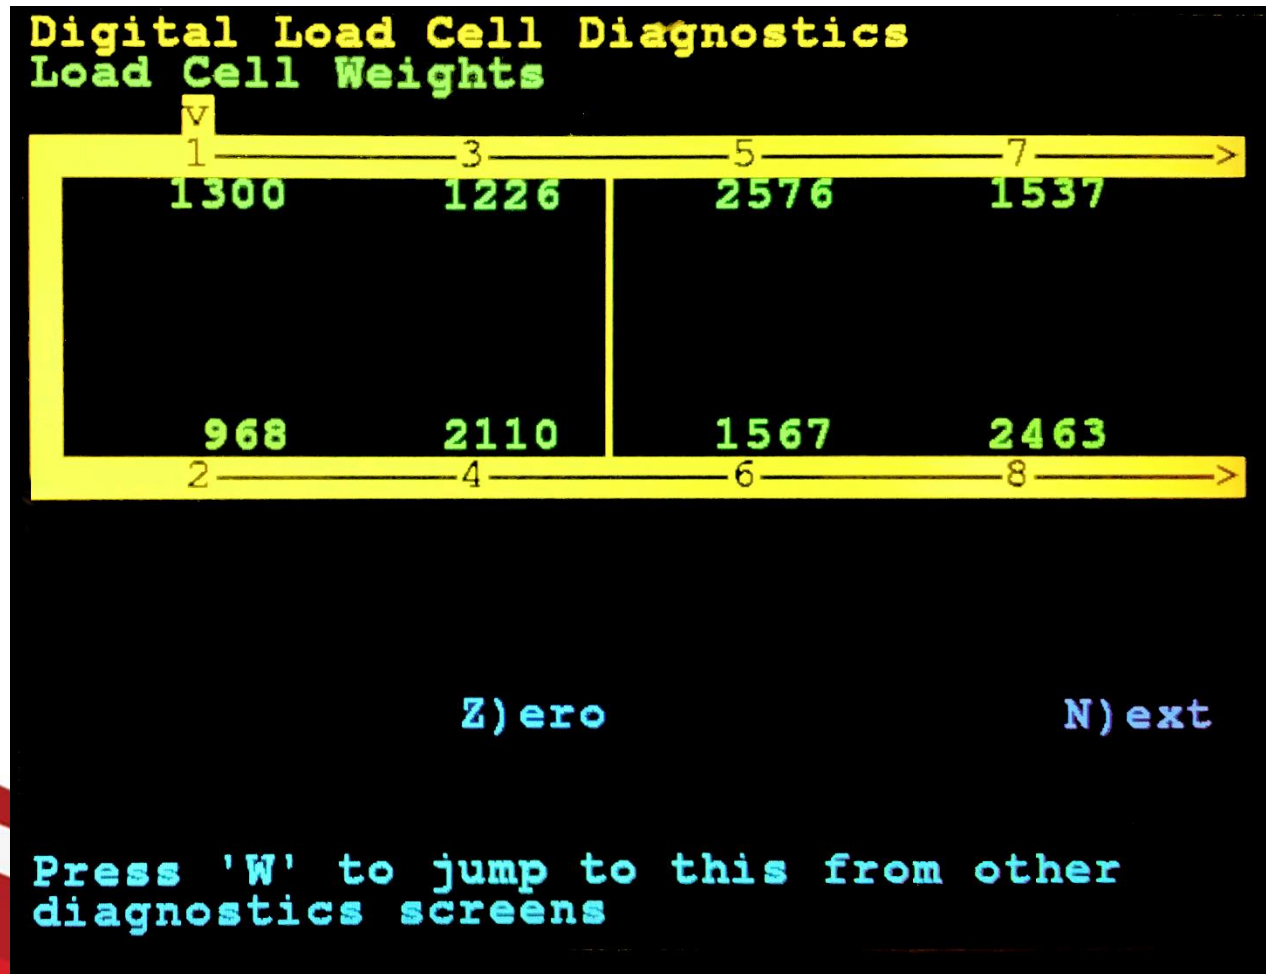 Digital Load Cell Diagnostics
Load Cell Weights
v
1 3 5 7 >
1300 1226 2576 1537
968 2110 1567 2463
2 4 6 8 >
Z)ero N)ext
Press 'W' to jump to this from other
diagnostics screens